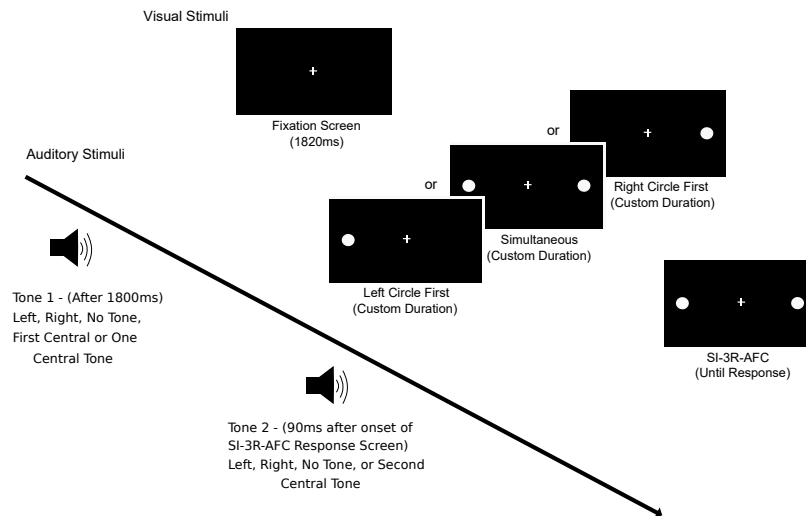 Visual Stimuli
Fixation Screen
(1820ms)
or
Right Circle First
(Custom Duration)
Auditory Stimuli
or
Simultaneous
(Custom Duration)
Left Circle First
(Custom Duration)
Tone 1 - (After 1800ms)
Left, Right, No Tone,
First Central or One
Central Tone
SI-3R-AFC
(Until Response)
Tone 2 - (90ms after onset of
SI-3R-AFC Response Screen)
Left, Right, No Tone, or Second
Central Tone